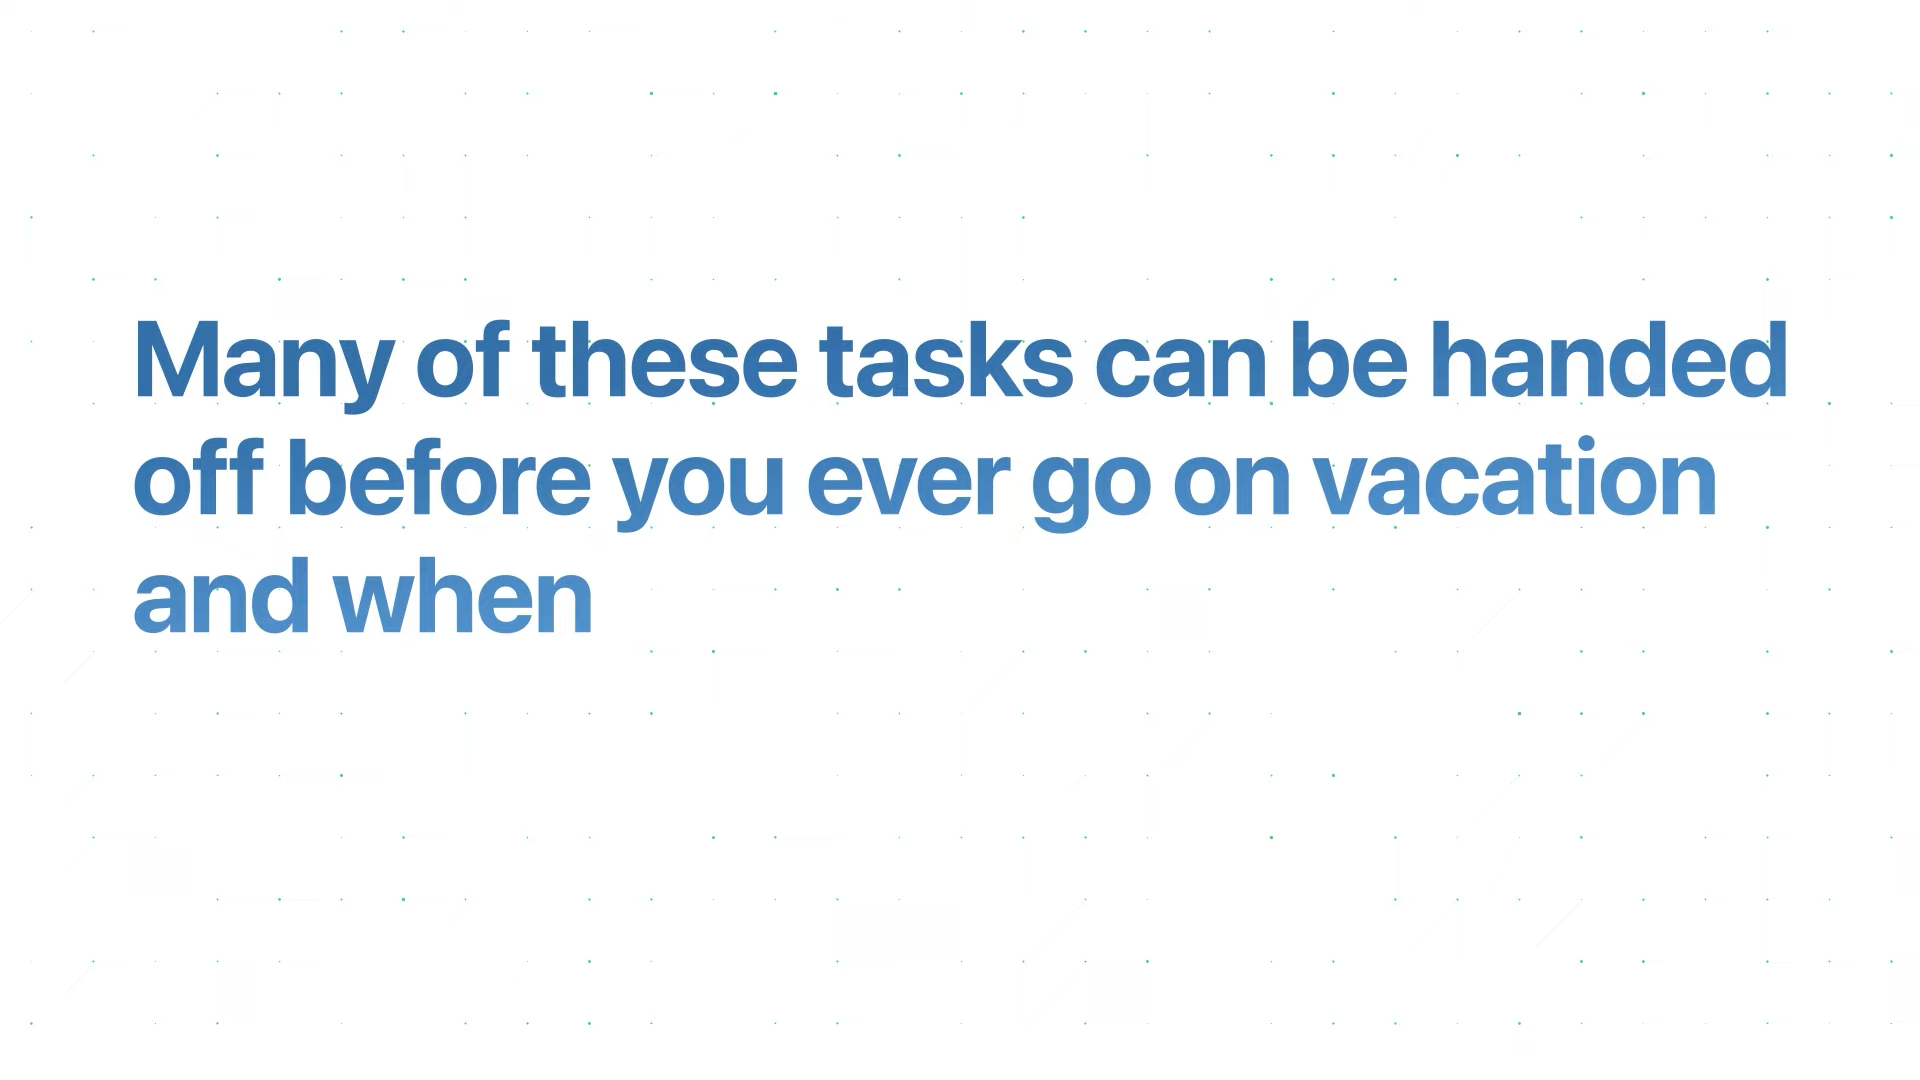 Many of these tasks can be handed
off before you ever go on vacation
and when